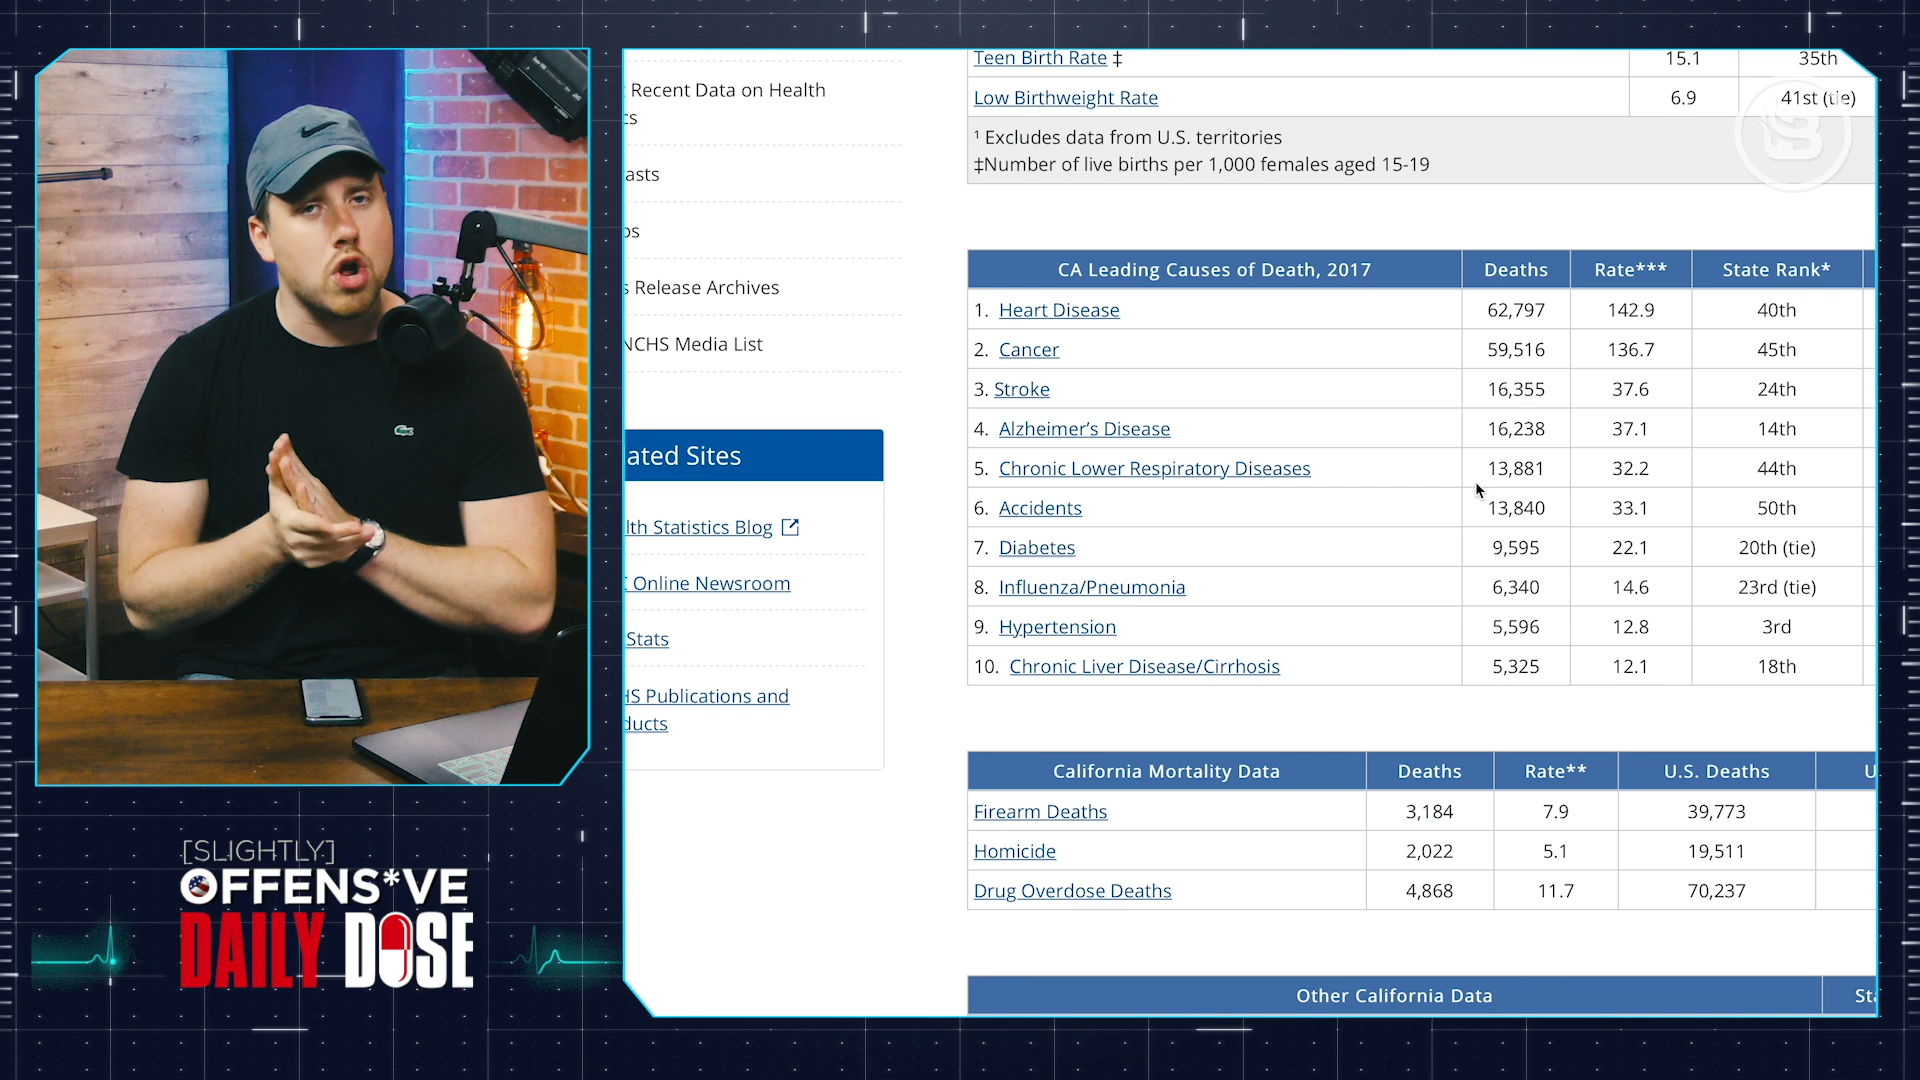 [SLIGHTLY]
OFFENS*VE
DAILY DOSE
Recent Data on Health
cs
asts
os
s Release Archives
NCHS Media List
ated Sites
lth Statistics Blog
Online Newsroom
Stats
HS Publications and
ducts
Teen Birth Rate ‡ 15.1 35th
Low Birthweight Rate 6.9 41st (tie)
¹ Excludes data from U.S. territories
‡Number of live births per 1,000 females aged 15-19
CA Leading Causes of Death, 2017 Deaths Rate*** State Rank*
1. Heart Disease 62,797 142.9 40th
2. Cancer 59,516 136.7 45th
3. Stroke 16,355 37.6 24th
4. Alzheimer’s Disease 16,238 37.1 14th
5. Chronic Lower Respiratory Diseases 13,881 32.2 44th
6. Accidents 13,840 33.1 50th
7. Diabetes 9,595 22.1 20th (tie)
8. Influenza/Pneumonia 6,340 14.6 23rd (tie)
9. Hypertension 5,596 12.8 3rd
10. Chronic Liver Disease/Cirrhosis 5,325 12.1 18th
California Mortality Data Deaths Rate** U.S. Deaths U
Firearm Deaths 3,184 7.9 39,773
Homicide 2,022 5.1 19,511
Drug Overdose Deaths 4,868 11.7 70,237
Other California Data Sta